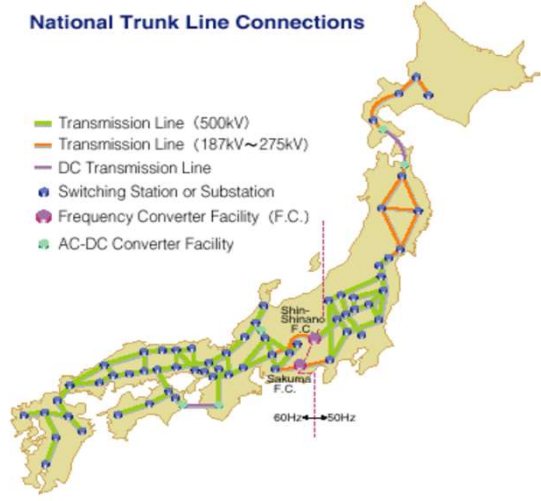 National Trunk Line Connections
Transmission Line (500kV)
Transmission Line (187kV～275kV)
DC Transmission Line
Switching Station or Substation
Frequency Converter Facility (F.C.)
AC-DC Converter Facility
Shin-
Shinano
F.C.
Sakuma
F.C.
60Hz
50Hz